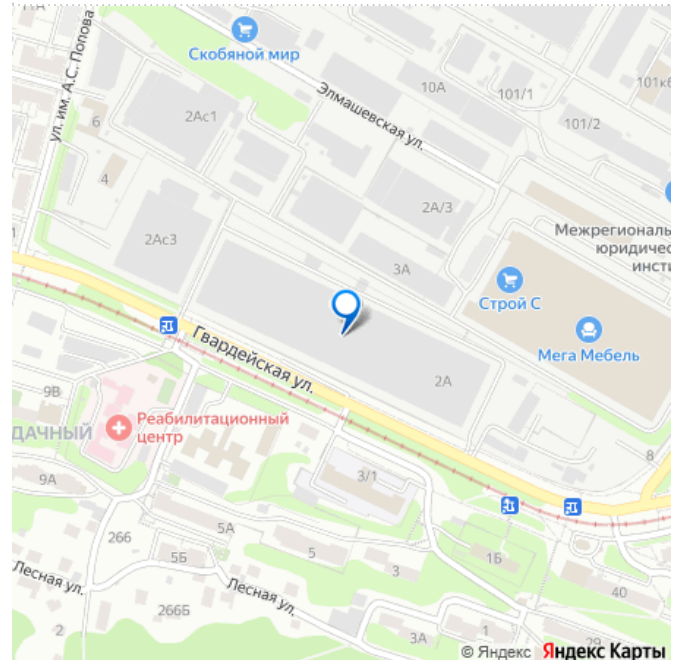 Скобяной мир
ул. им. А.С. Попова
Элмашевская ул.
10А
101/1
101/2
2Ас1
6
4
2А/3
2Ас3
3А
Межрегиональ
юридичес
инсти
Строй С
Мега Мебель
Гвардейская ул.
2А
9В
ДАЧНЫЙ
Реабилитационный
центр
8
9А
3/1
266
5А
5Б
5
3
1Б
40
Лесная ул.
266Б
Лесная ул.
2
3А
1
29
© Яндекс Яндекс Карты